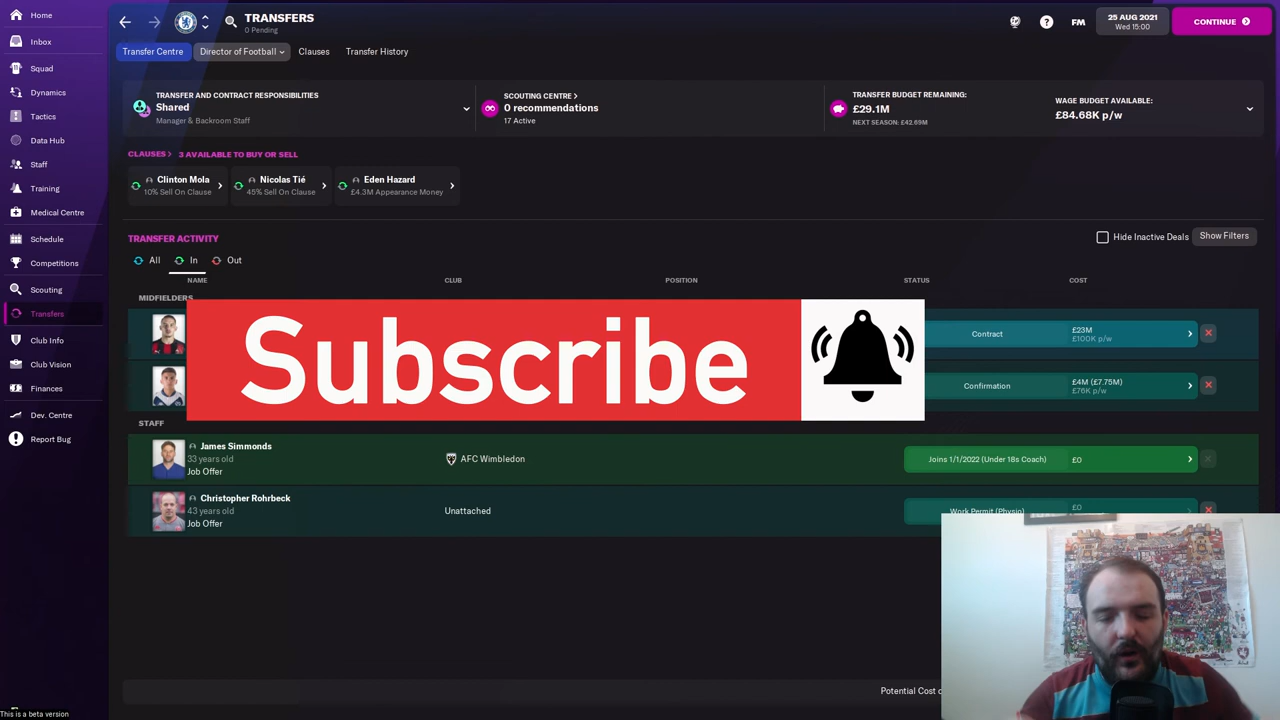 Home
TRANSFERS
0 Pending
FM
25 AUG 2021
Wed 15:00
CONTINUE
Inbox
Squad
Dynamics
Tactics
Data Hub
Staff
Training
Medical Centre
Schedule
Competitions
Scouting
Transfers
Club Info
Club Vision
Finances
Dev. Centre
Report Bug
This is a beta version
Transfer Centre
Director of Football
Clauses
Transfer History
TRANSFER AND CONTRACT RESPONSIBILITIES
Shared
Manager & Backroom Staff
SCOUTING CENTRE >
0 recommendations
17 Active
TRANSFER BUDGET REMAINING:
£29.1M
NEXT SEASON: £42.69M
WAGE BUDGET AVAILABLE:
£84.68K p/w
CLAUSES > 3 AVAILABLE TO BUY OR SELL
Clinton Mola
10% Sell On Clause
Nicolas Tié
45% Sell On Clause
Eden Hazard
£4.3M Appearance Money
TRANSFER ACTIVITY
Hide Inactive Deals
Show Filters
All
In
Out
NAME
CLUB
POSITION
STATUS
COST
MIDFIELDERS
Subscribe
Contract
£23M
£100K p/w
Confirmation
£4M (£7.75M)
£76K p/w
STAFF
James Simmonds
33 years old
Job Offer
AFC Wimbledon
Joins 1/1/2022 (Under 18s Coach)
£0
Christopher Rohrbeck
43 years old
Job Offer
Unattached
Work Permit (Physio)
£0
Potential Cost